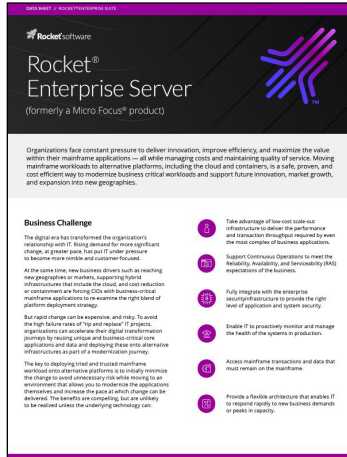 DATA SHEET // ROCKET® ENTERPRISE SUITE
Rocket software
Rocket®
Enterprise Server
(formerly a Micro Focus® product)
TM
Organizations face constant pressure to deliver innovation, improve efficiency, and maximize the value
within their mainframe applications — all while managing costs and maintaining quality of service. Moving
mainframe workloads to alternative platforms, including the cloud and containers, is a safe, proven, and
cost efficient way to modernize business critical workloads and support future innovation, market growth,
and expansion into new geographies.
Business Challenge
The digital era has transformed the organization's
relationship with IT. Rising demand for more significant
change, at greater pace, has put IT under pressure
to become more nimble and customer-focused.
At the same time, new business drivers such as reaching
new geographies or markets, supporting hybrid
infrastructures that include the cloud, and cost reduction
or containment are forcing CIOs with business-critical
mainframe applications to re-examine the right blend of
platform deployment strategy.
But rapid change can be expensive, and risky. To avoid
the high failure rates of "rip and replace" IT projects,
organizations can accelerate their digital transformation
journeys by reusing unique and business-critical core
applications and data and deploying these onto alternative
infrastructures as part of a modernization journey.
The key to deploying tried and trusted mainframe
workload onto alternative platforms is to initially minimize
the change to avoid unnecessary risk while moving to an
environment that allows you to modernize the applications
themselves and increase the pace at which change can be
delivered. The benefits are compelling, but are unlikely
to be realized unless the underlying technology can:
Take advantage of low-cost scale-out
infrastructure to deliver the performance
and transaction throughput required by even
the most complex of business applications.
Support Continuous Operations to meet the
Reliability, Availability, and Serviceability (RAS)
expectations of the business.
Fully integrate with the enterprise
securityinfrastructure to provide the right
level of application and system security.
Enable IT to proactively monitor and manage
the health of the systems in production.
Access mainframe transactions and data that
must remain on the mainframe.
Provide a flexible architecture that enables IT
to respond rapidly to new business demands
or peaks in capacity.